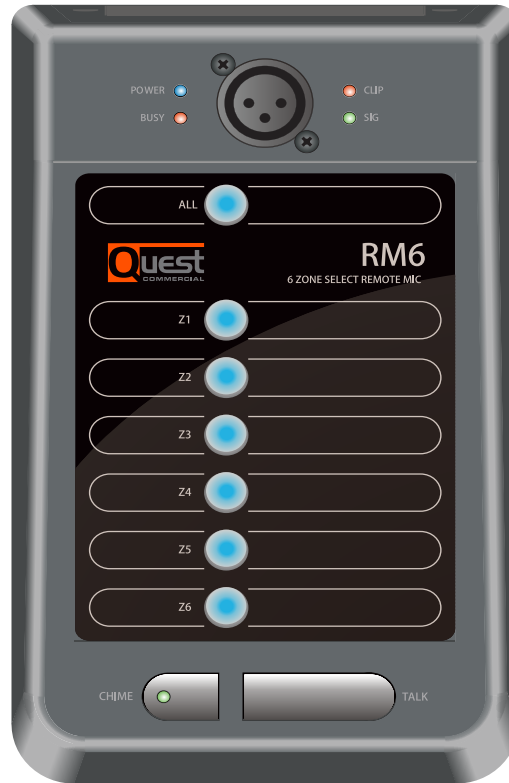 POWER
CLIP
BUSY
SIG
ALL
Quest
COMMERCIAL
RM6
6 ZONE SELECT REMOTE MIC
Z1
Z2
Z3
Z4
Z5
Z6
CHIME
TALK